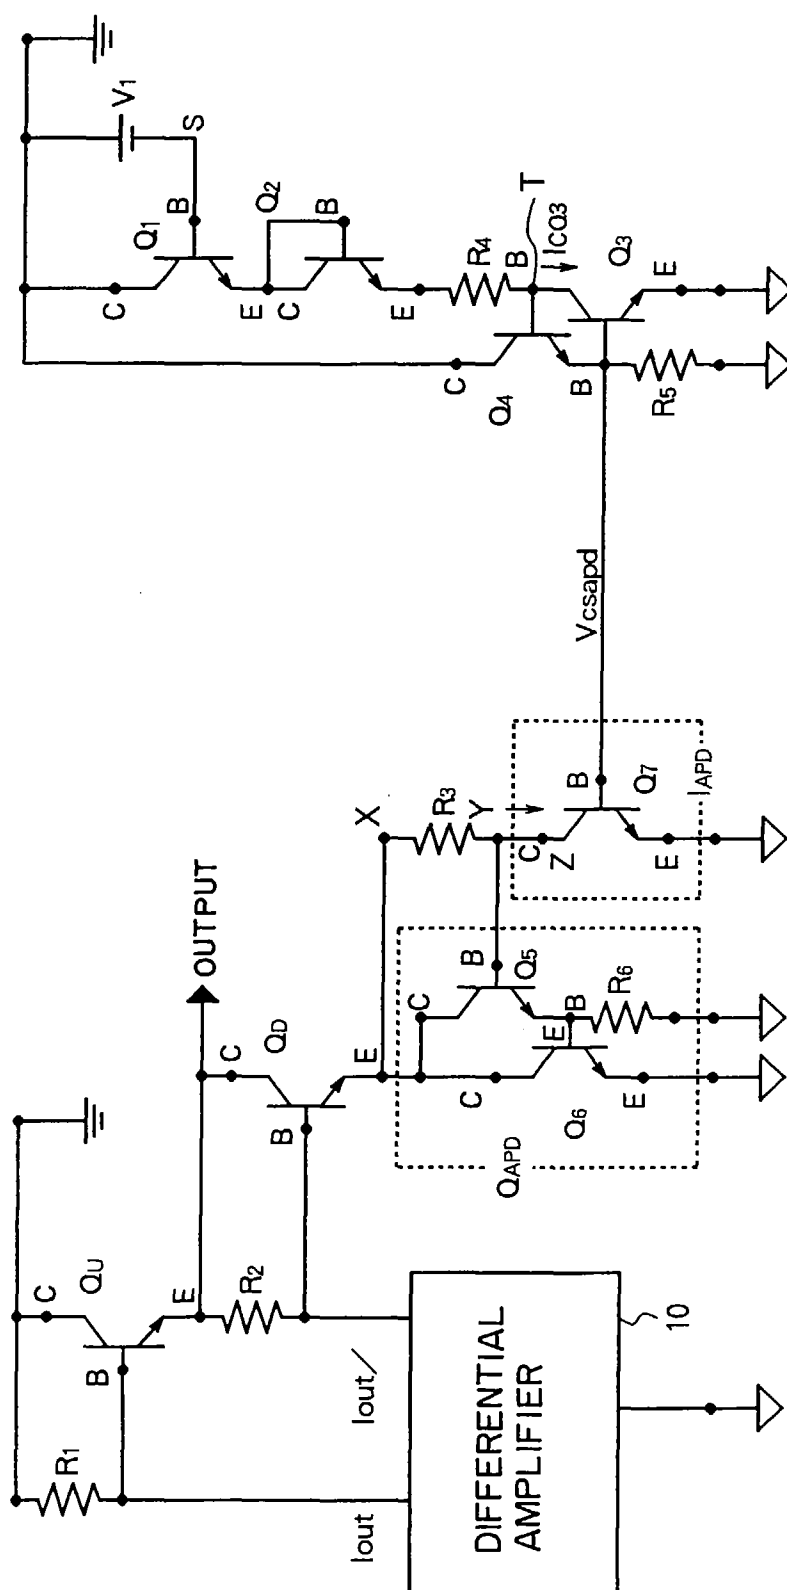 V1
S
B
Q1
C
E
Q2
B
C
E
R4
T
B
ICQ3
Q3
E
C
Q4
B
R5
Vcsapd
X
R3
Y
C
Z
B
Q7
E
IAPD
OUTPUT
C
QD
B
E
C
B
Q5
E
B
R6
C
Q6
E
QAPD
C
QU
B
E
R1
R2
Iout
Iout/
DIFFERENTIAL
AMPLIFIER
10